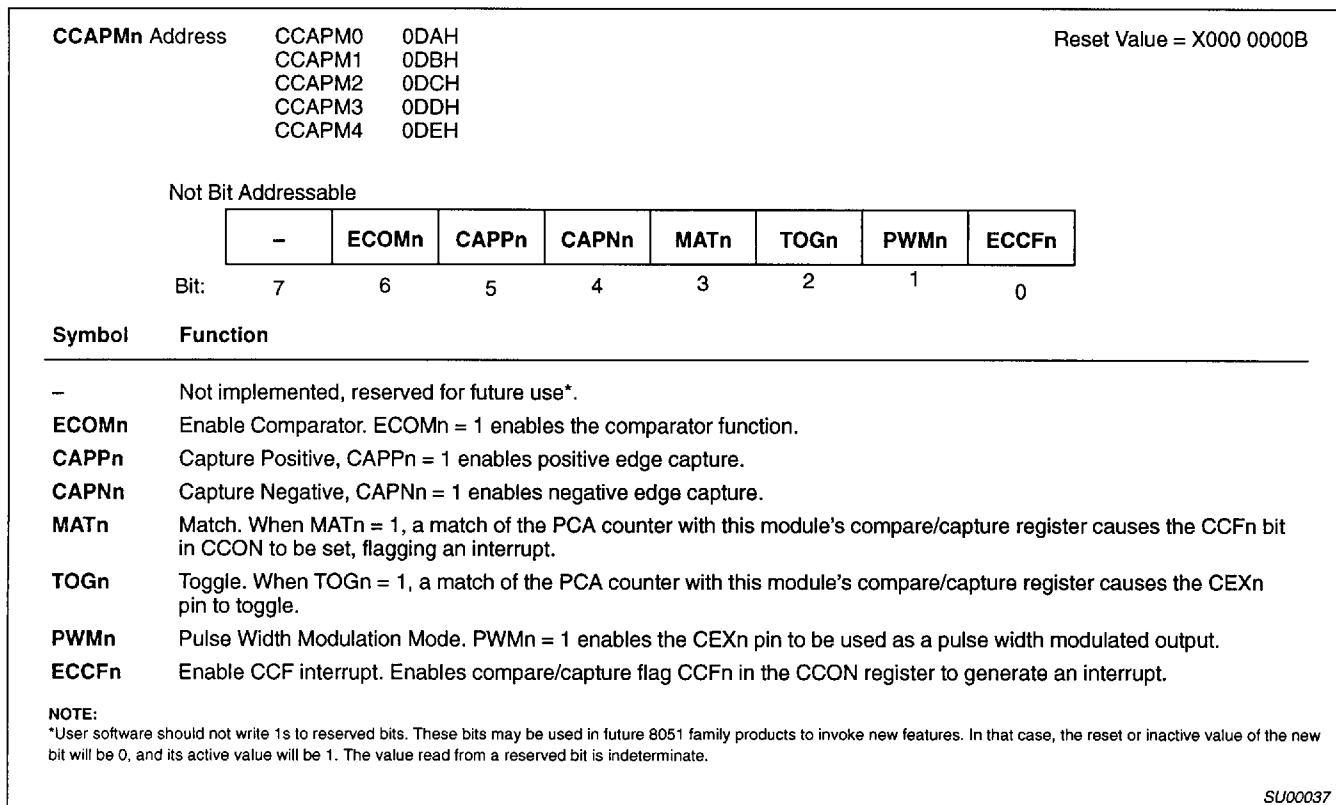 CCAPMn Address CCAPM0 0DAH Reset Value = X000 0000B
CCAPM1 0DBH
CCAPM2 0DCH
CCAPM3 0DDH
CCAPM4 0DEH
Not Bit Addressable
– ECOMn CAPPn CAPNn MATn TOGn PWMn ECCFn
Bit: 7 6 5 4 3 2 1 0
Symbol Function
– Not implemented, reserved for future use*.
ECOMn Enable Comparator. ECOMn = 1 enables the comparator function.
CAPPn Capture Positive, CAPPn = 1 enables positive edge capture.
CAPNn Capture Negative, CAPNn = 1 enables negative edge capture.
MATn Match. When MATn = 1, a match of the PCA counter with this module's compare/capture register causes the CCFn bit
in CCON to be set, flagging an interrupt.
TOGn Toggle. When TOGn = 1, a match of the PCA counter with this module's compare/capture register causes the CEXn
pin to toggle.
PWMn Pulse Width Modulation Mode. PWMn = 1 enables the CEXn pin to be used as a pulse width modulated output.
ECCFn Enable CCF interrupt. Enables compare/capture flag CCFn in the CCON register to generate an interrupt.
NOTE:
*User software should not write 1s to reserved bits. These bits may be used in future 8051 family products to invoke new features. In that case, the reset or inactive value of the new
bit will be 0, and its active value will be 1. The value read from a reserved bit is indeterminate.
SU00037